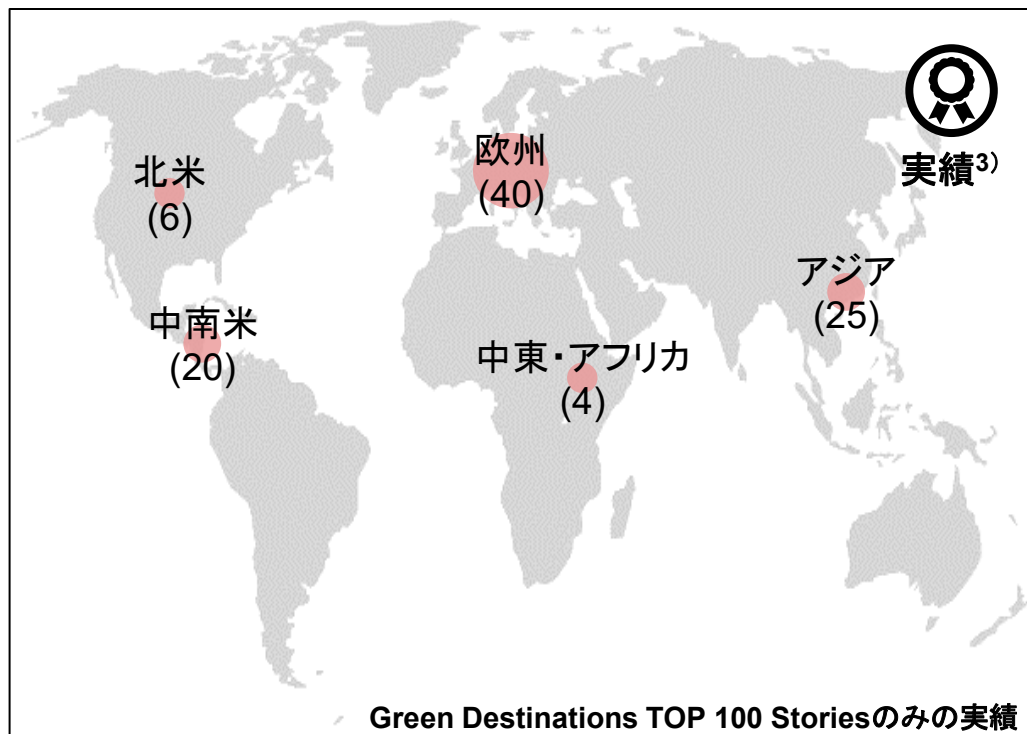 実績3)
欧州
(40)
北米
(6)
アジア
(25)
中南米
(20)
中東・アフリカ
(4)
Green Destinations TOP 100 Storiesのみの実績